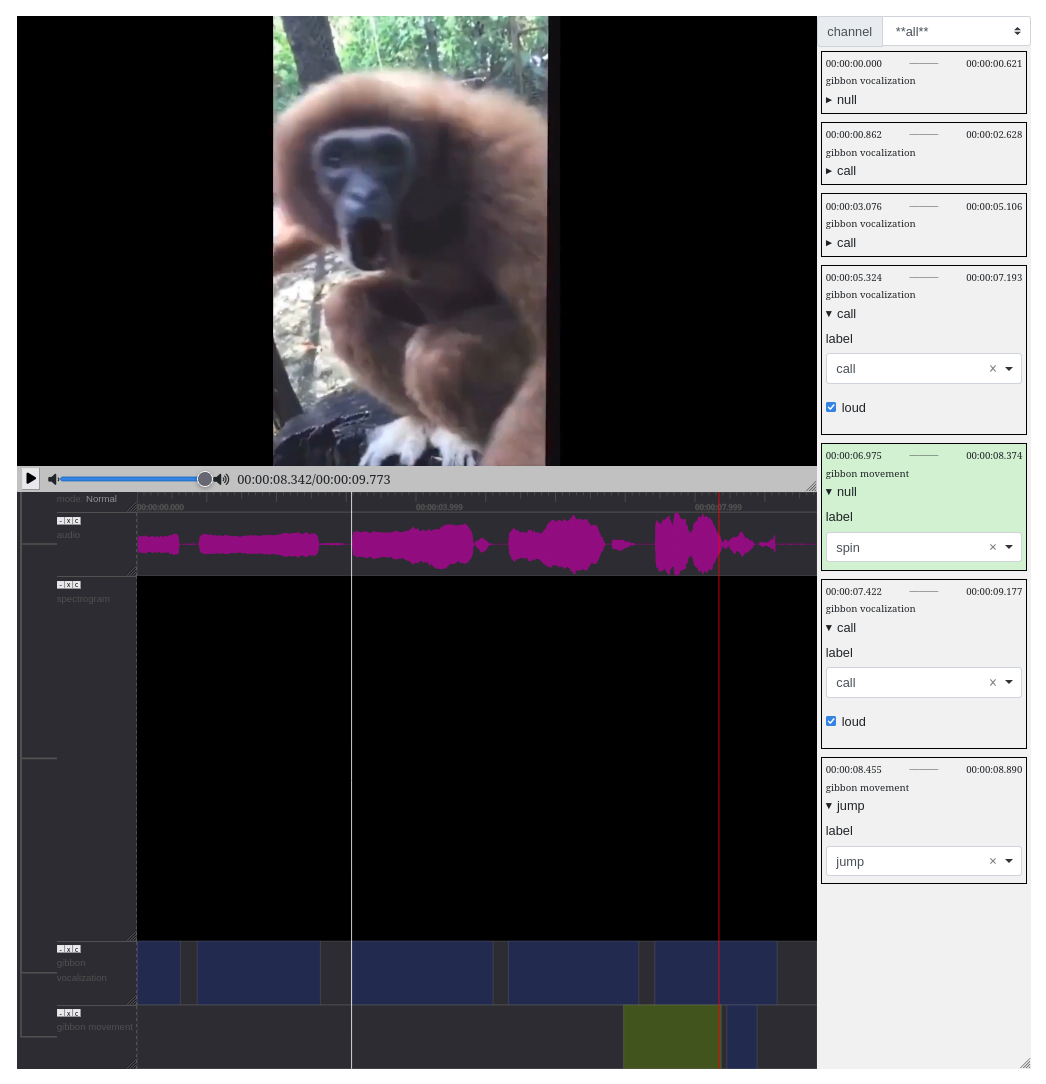 channel **all**
00:00:00.000 00:00:00.621
gibbon vocalization
null
00:00:00.862 00:00:02.628
gibbon vocalization
call
00:00:03.076 00:00:05.106
gibbon vocalization
call
00:00:05.324 00:00:07.193
gibbon vocalization
call
label
call ×
loud
00:00:06.975 00:00:08.374
gibbon movement
null
label
spin ×
00:00:07.422 00:00:09.177
gibbon vocalization
call
label
call ×
loud
00:00:08.455 00:00:08.890
gibbon movement
jump
label
jump ×
00:00:08.342/00:00:09.773
mode: Normal
00:00:00.000 00:00:03.999 00:00:07.999
- x c
audio
- x c
spectrogram
- x c
gibbon
vocalization
- x c
gibbon movement